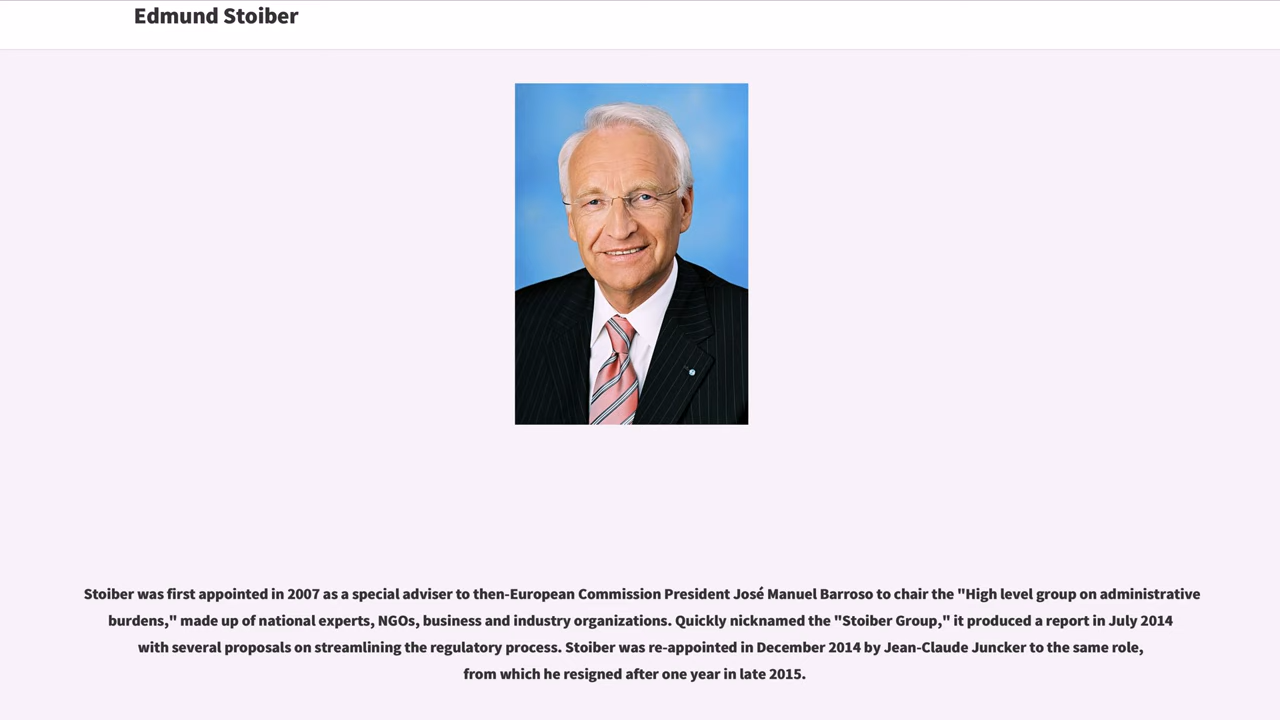 Edmund Stoiber
Stoiber was first appointed in 2007 as a special adviser to then-European Commission President José Manuel Barroso to chair the "High level group on administrative
burdens," made up of national experts, NGOs, business and industry organizations. Quickly nicknamed the "Stoiber Group," it produced a report in July 2014
with several proposals on streamlining the regulatory process. Stoiber was re-appointed in December 2014 by Jean-Claude Juncker to the same role,
from which he resigned after one year in late 2015.